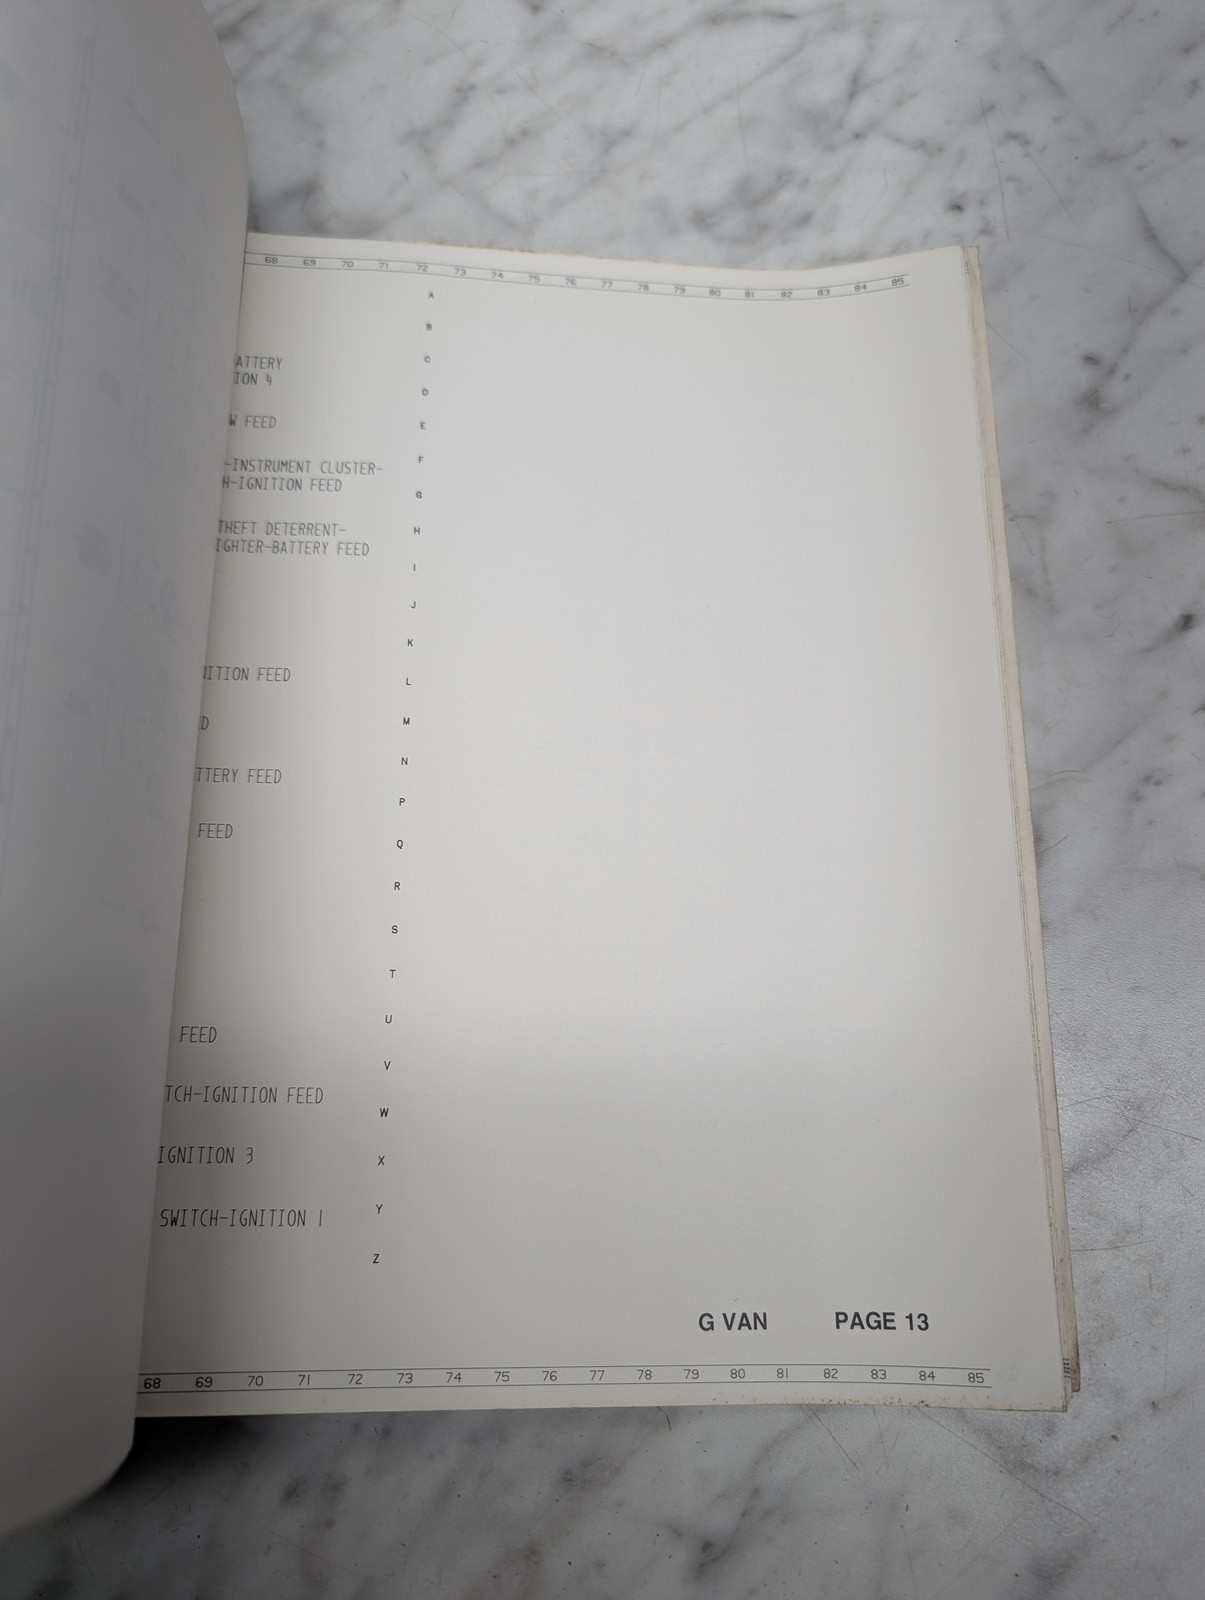 68 69 70 71 72 73 74 75 76 77 78 79 80 81 82 83 84 85
A
B
ATTERY
C
ION 4
D
W FEED
E
F
-INSTRUMENT CLUSTER-
H-IGNITION FEED
G
THEFT DETERRENT-
H
IGHTER-BATTERY FEED
I
J
K
NITION FEED
L
D
M
N
TTERY FEED
P
FEED
Q
R
S
T
U
FEED
V
TCH-IGNITION FEED
W
IGNITION 3
X
Y
SWITCH-IGNITION 1
Z
G VAN PAGE 13
68 69 70 71 72 73 74 75 76 77 78 79 80 81 82 83 84 85